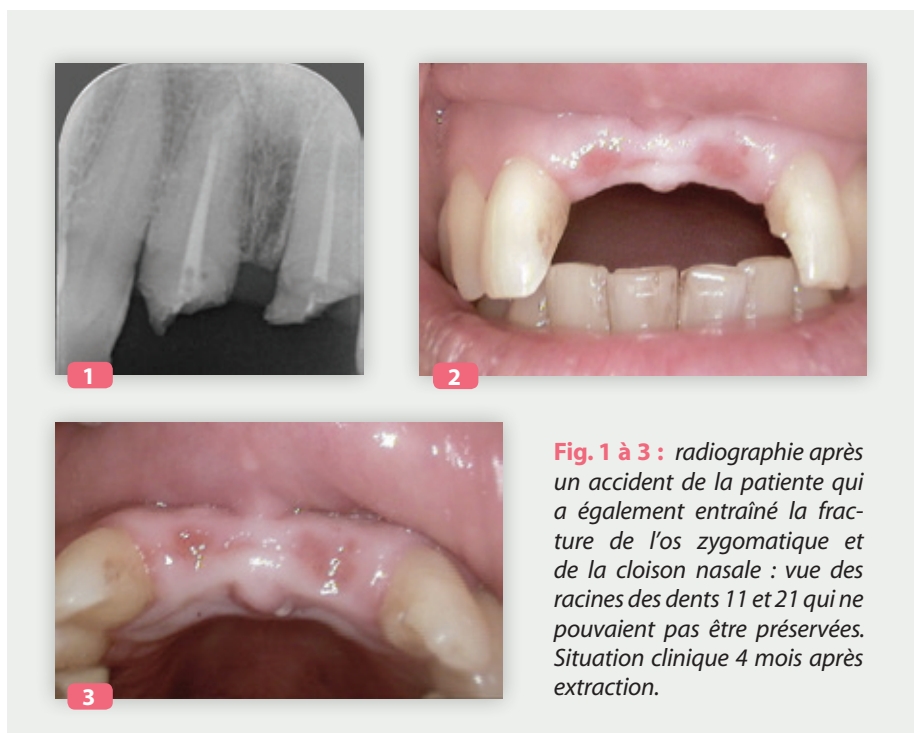 1
2
3
Fig. 1 à 3 : radiographie après
un accident de la patiente qui
a également entraîné la frac-
ture de l'os zygomatique et
de la cloison nasale : vue des
racines des dents 11 et 21 qui ne
pouvaient pas être préservées.
Situation clinique 4 mois après
extraction.